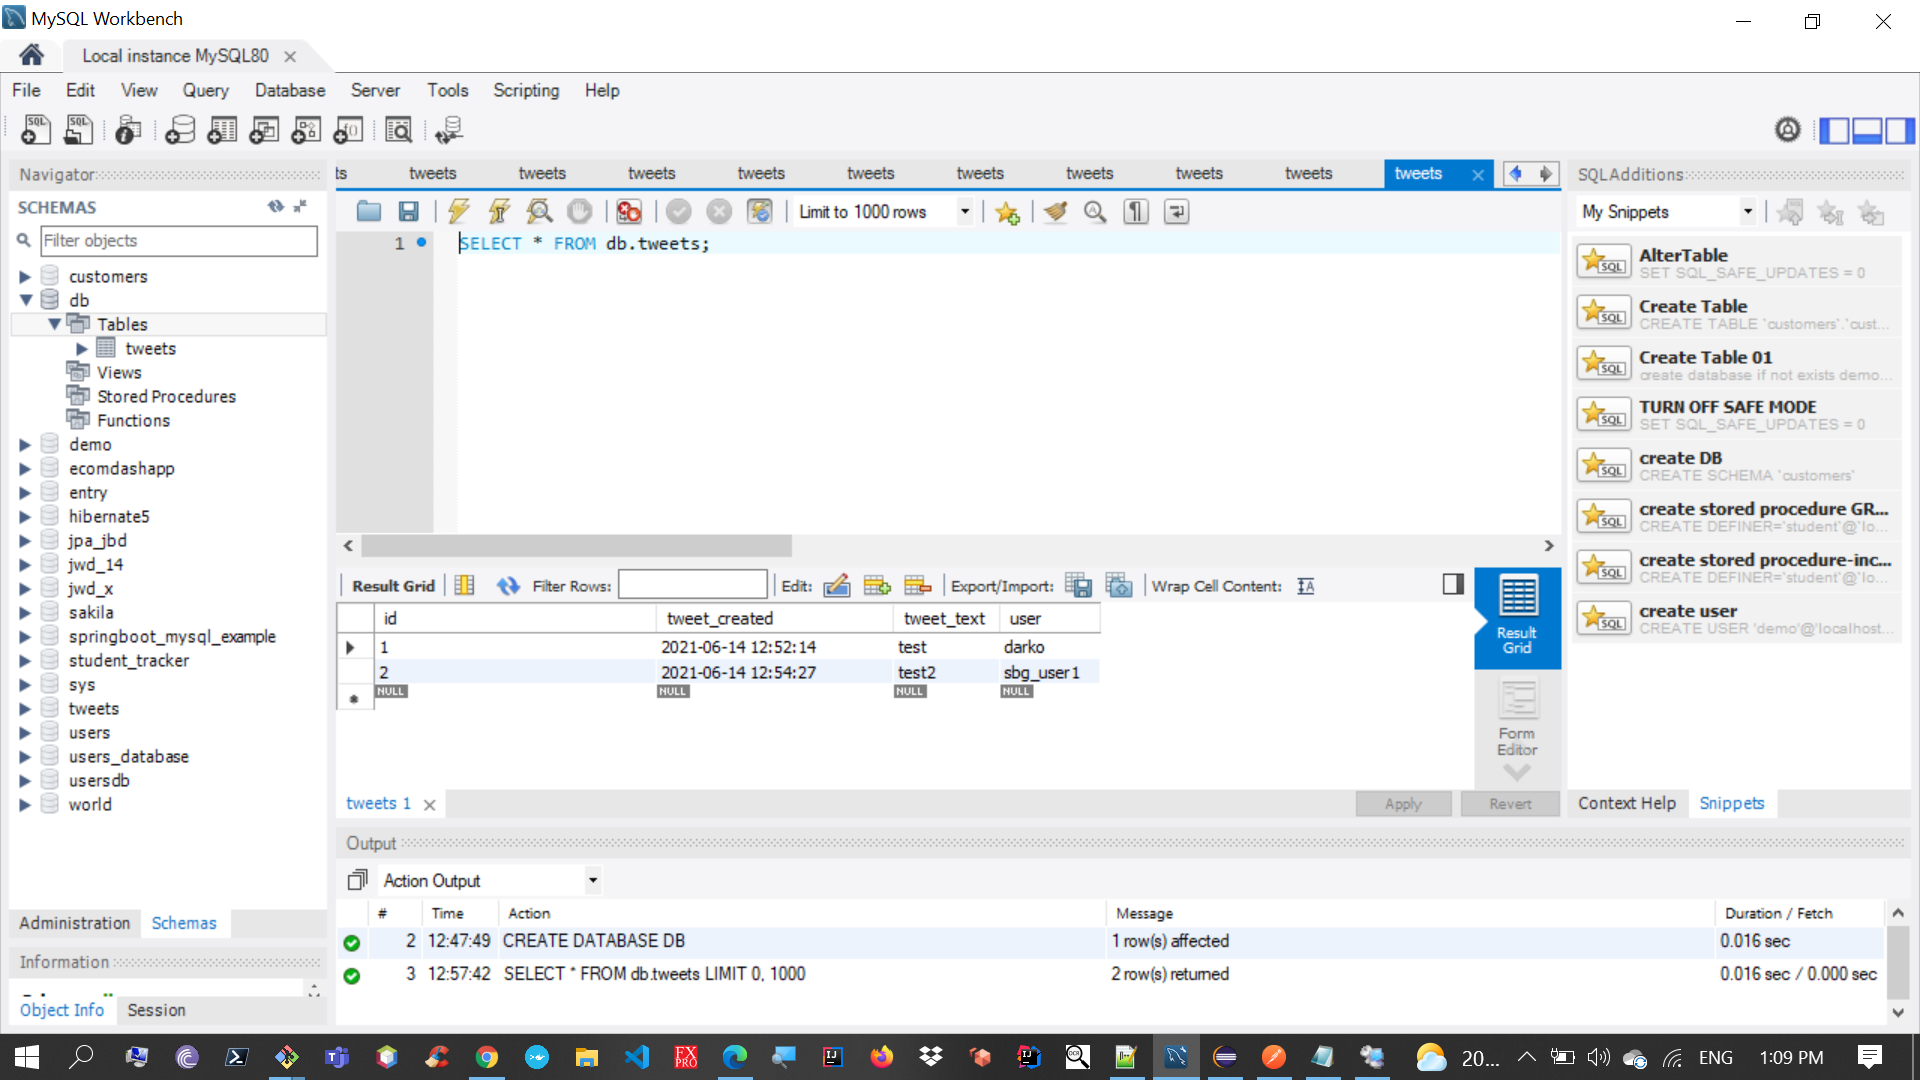 MySQL Workbench
Local instance MySQL80
File Edit View Query Database Server Tools Scripting Help
Navigator
SCHEMAS
Filter objects
customers
db
Tables
tweets
Views
Stored Procedures
Functions
demo
ecomdashapp
entry
hibernate5
jpa_jbd
jwd_14
jwd_x
sakila
springboot_mysql_example
student_tracker
sys
tweets
users
users_database
usersdb
world
Administration Schemas
Information
Object Info Session
ts tweets tweets tweets tweets tweets tweets tweets tweets tweets tweets
Limit to 1000 rows
1 SELECT * FROM db.tweets;
Result Grid Filter Rows: Edit: Export/Import: Wrap Cell Content:
id tweet_created tweet_text user
1 2021-06-14 12:52:14 test darko
2 2021-06-14 12:54:27 test2 sbg_user1
NULL NULL NULL NULL
Result
Grid
Form
Editor
tweets 1
Apply Revert
SQLAdditions
My Snippets
AlterTable
SET SQL_SAFE_UPDATES = 0
Create Table
CREATE TABLE `customers`.`cust...
Create Table 01
create database if not exists demo...
TURN OFF SAFE MODE
SET SQL_SAFE_UPDATES = 0
create DB
CREATE SCHEMA `customers`
create stored procedure GR...
CREATE DEFINER=`student`@`lo...
create stored procedure-inc...
CREATE DEFINER=`student`@`lo...
create user
CREATE USER 'demo'@'localhost...
Context Help Snippets
Output
Action Output
# Time Action Message Duration / Fetch
2 12:47:49 CREATE DATABASE DB 1 row(s) affected 0.016 sec
3 12:57:42 SELECT * FROM db.tweets LIMIT 0, 1000 2 row(s) returned 0.016 sec / 0.000 sec
20... ENG 1:09 PM